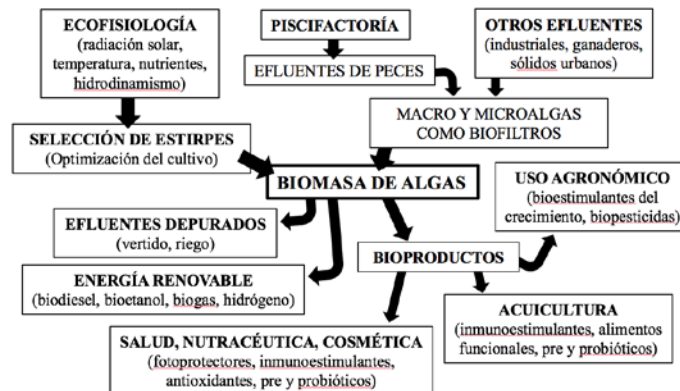 ECOFISIOLOGÍA
(radiación solar,
temperatura, nutrientes,
hidrodinamismo)
PISCIFACTORÍA
EFLUENTES DE PECES
OTROS EFLUENTES
(industriales, ganaderos,
sólidos urbanos)
MACRO Y MICROALGAS
COMO BIOFILTROS
SELECCIÓN DE ESTIRPES
(Optimización del cultivo)
BIOMASA DE ALGAS
USO AGRONÓMICO
(bioestimulantes del
crecimiento, biopesticidas)
EFLUENTES DEPURADOS
(vertido, riego)
BIOPRODUCTOS
ENERGÍA RENOVABLE
(biodiesel, bioetanol, biogas, hidrógeno)
ACUICULTURA
(inmunoestimulantes, alimentos
funcionales, pre y probióticos)
SALUD, NUTRACÉUTICA, COSMÉTICA
(fotoprotectores, inmunoestimulantes,
antioxidantes, pre y probióticos)